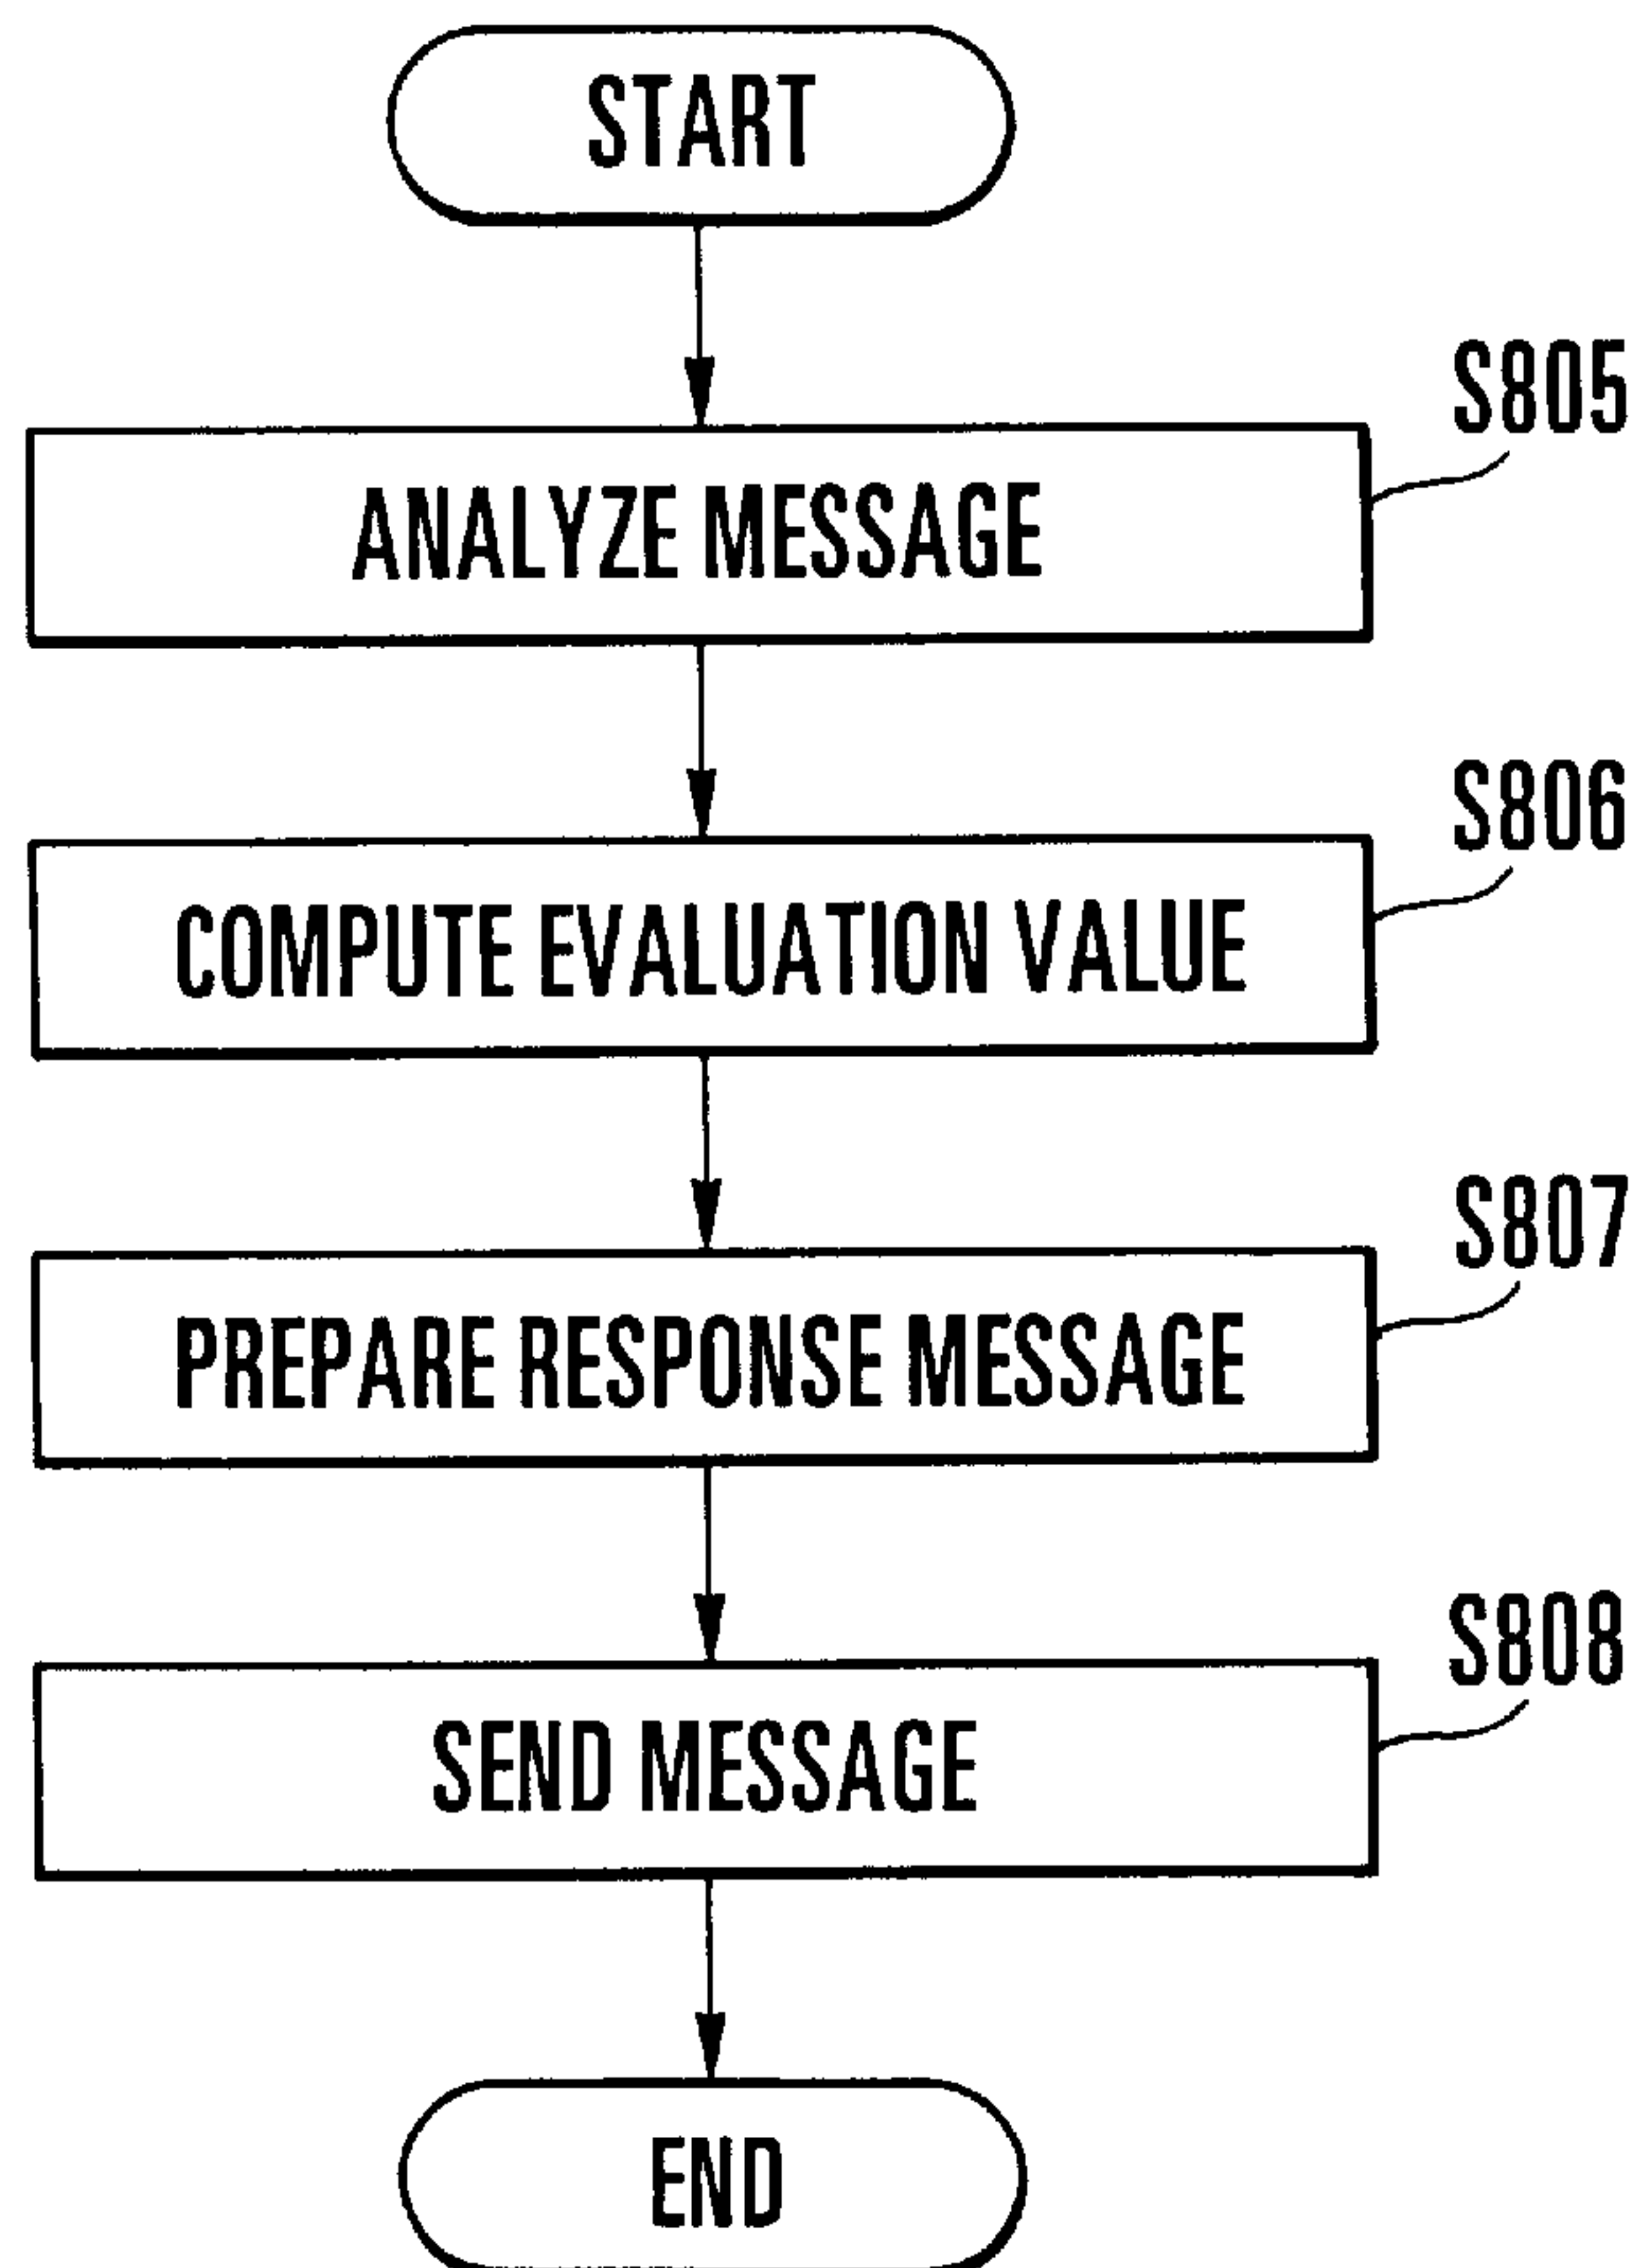 START
S805
ANALYZE MESSAGE
S806
COMPUTE EVALUATION VALUE
S807
PREPARE RESPONSE MESSAGE
S808
SEND MESSAGE
END